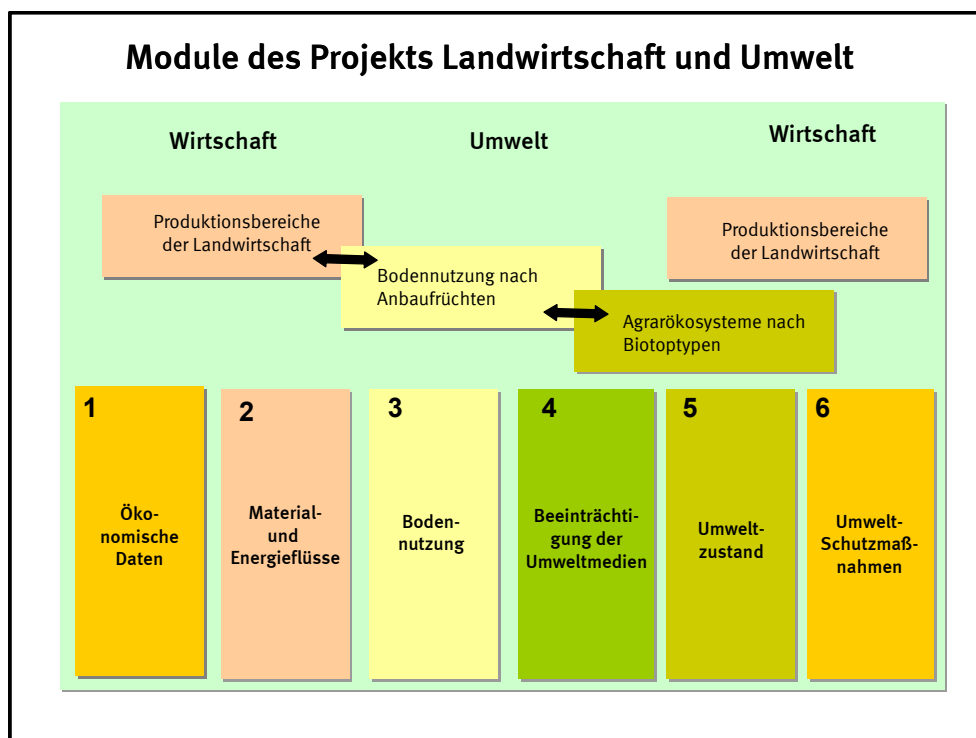 Module des Projekts Landwirtschaft und Umwelt
Wirtschaft
Umwelt
Wirtschaft
Produktionsbereiche
der Landwirtschaft
Bodennutzung nach
Anbaufrüchten
Agrarökosysteme nach
Biotoptypen
Produktionsbereiche
der Landwirtschaft
1
Öko-
nomische
Daten
2
Material-
und
Energieflüsse
3
Boden-
nutzung
4
Beeinträchti-
gung der
Umweltmedien
5
Umwelt-
zustand
6
Umwelt-
Schutzmaß-
nahmen